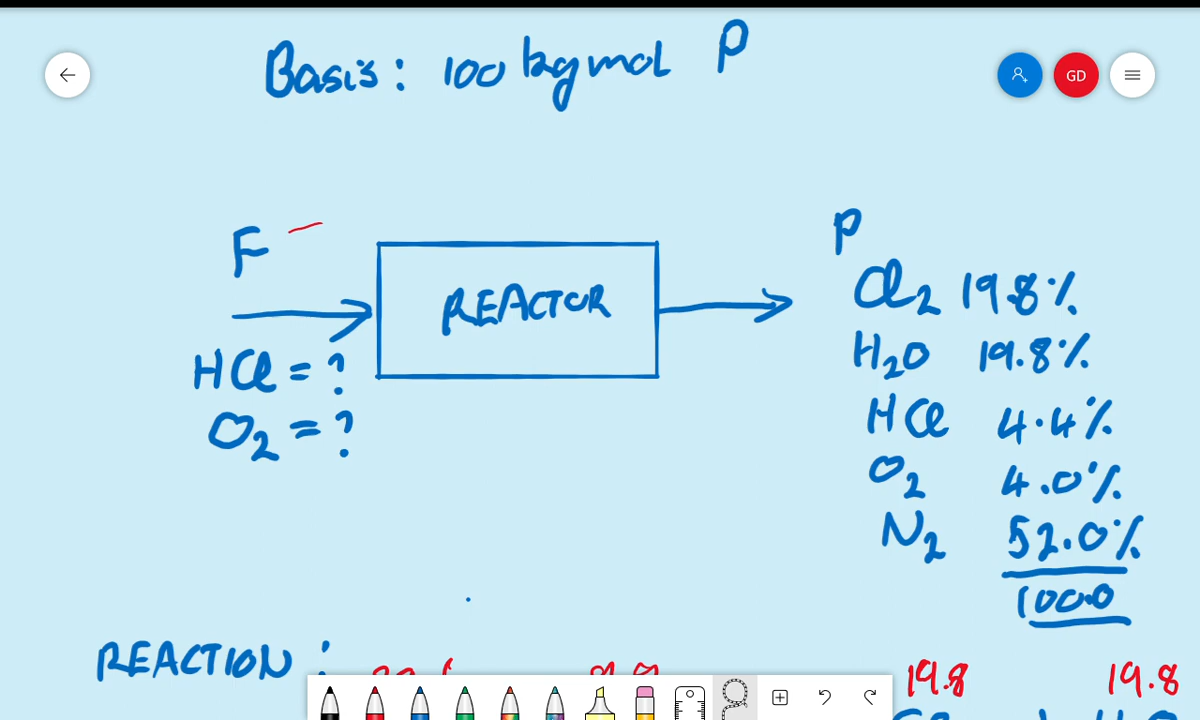 Basis: 100 kgmol P
GD
F
P
REACTOR
Cl2 19.8%
H2O 19.8%
HCl = ?
HCl 4.4%
O2 = ?
O2 4.0%
N2 52.0%
100.0
REACTION :
19.8 19.8